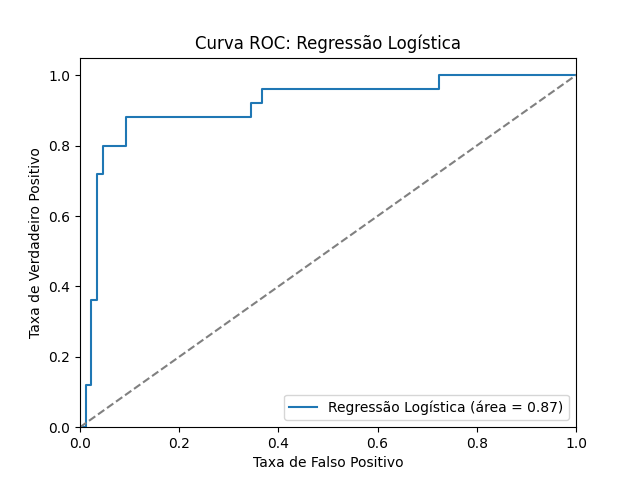 Curva ROC: Regressão Logística
1.0
0.8
0.6
0.4
0.2
0.0
Taxa de Verdadeiro Positivo
Regressão Logística (área = 0.87)
0.0 0.2 0.4 0.6 0.8 1.0
Taxa de Falso Positivo